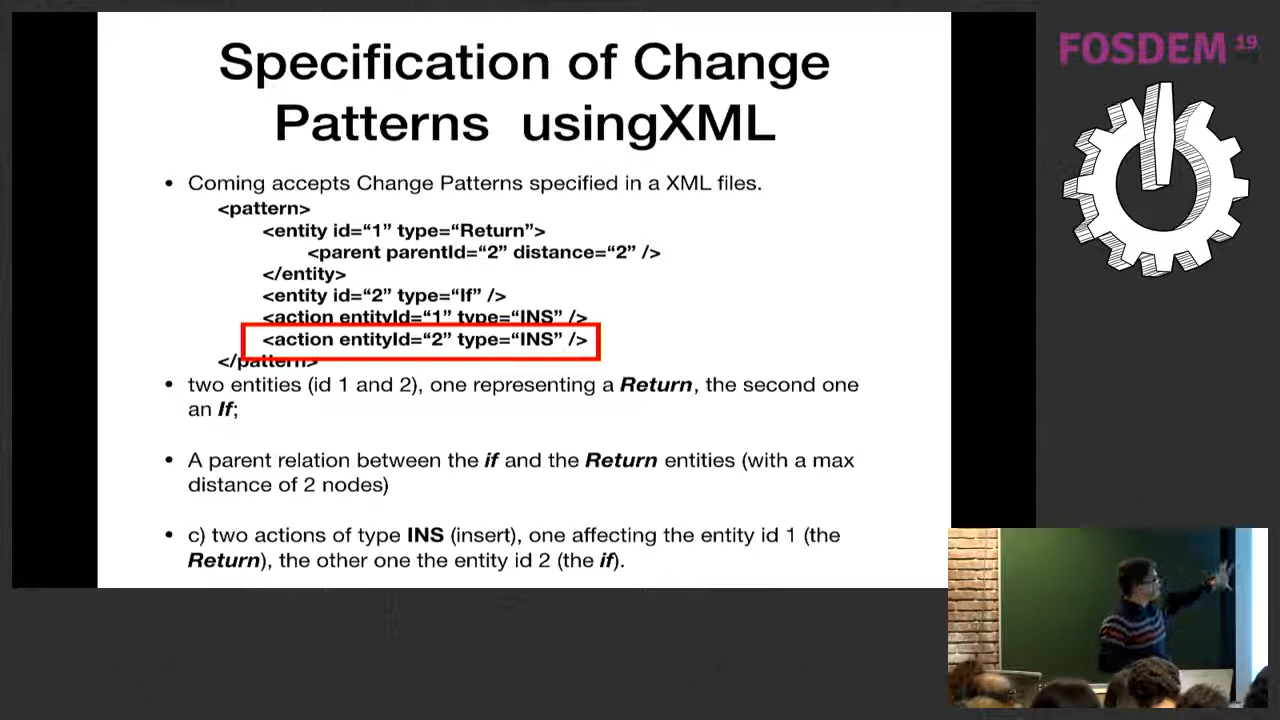 Specification of Change
Patterns usingXML
• Coming accepts Change Patterns specified in a XML files.
<pattern>
<entity id=“1” type=“Return”>
<parent parentId=“2” distance=“2” />
</entity>
<entity id=“2” type=“If” />
<action entityId=“1” type=“INS” />
<action entityId=“2” type=“INS” />
</pattern>
• two entities (id 1 and 2), one representing a Return, the second one
an If;
• A parent relation between the if and the Return entities (with a max
distance of 2 nodes)
• c) two actions of type INS (insert), one affecting the entity id 1 (the
Return), the other one the entity id 2 (the if).
FOSDEM 19